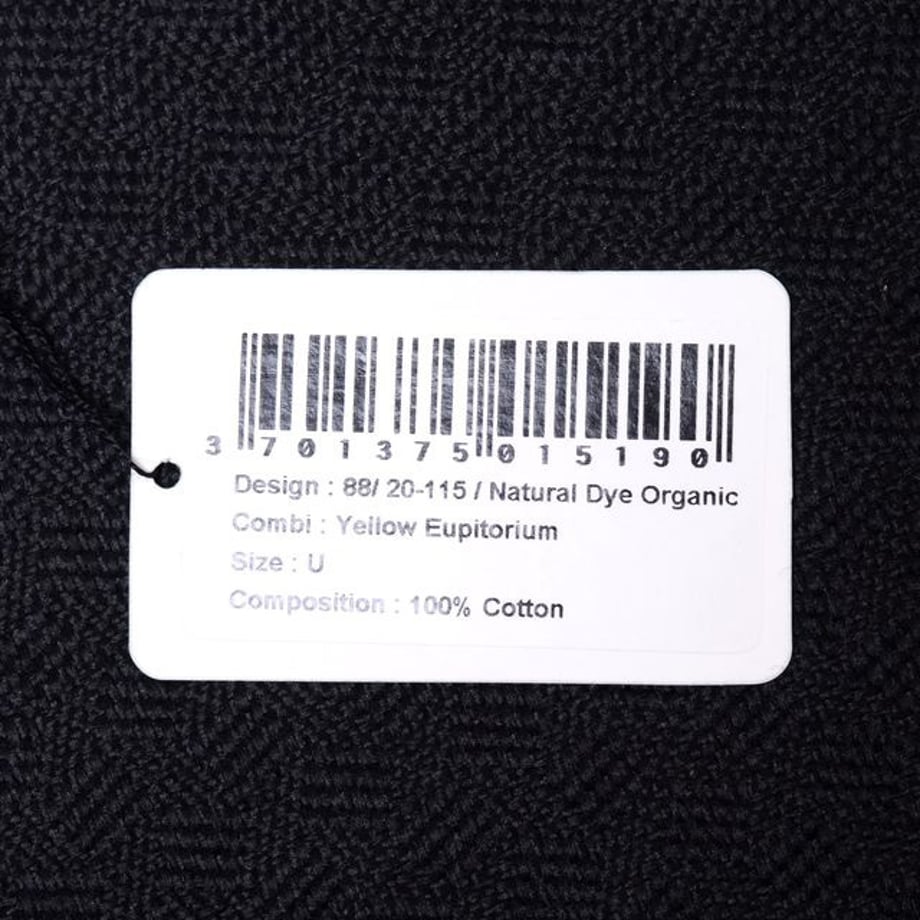 3 701375 015190
Design : 88/ 20-115 / Natural Dye Organic
Combi : Yellow Eupitorium
Size : U
Composition : 100% Cotton